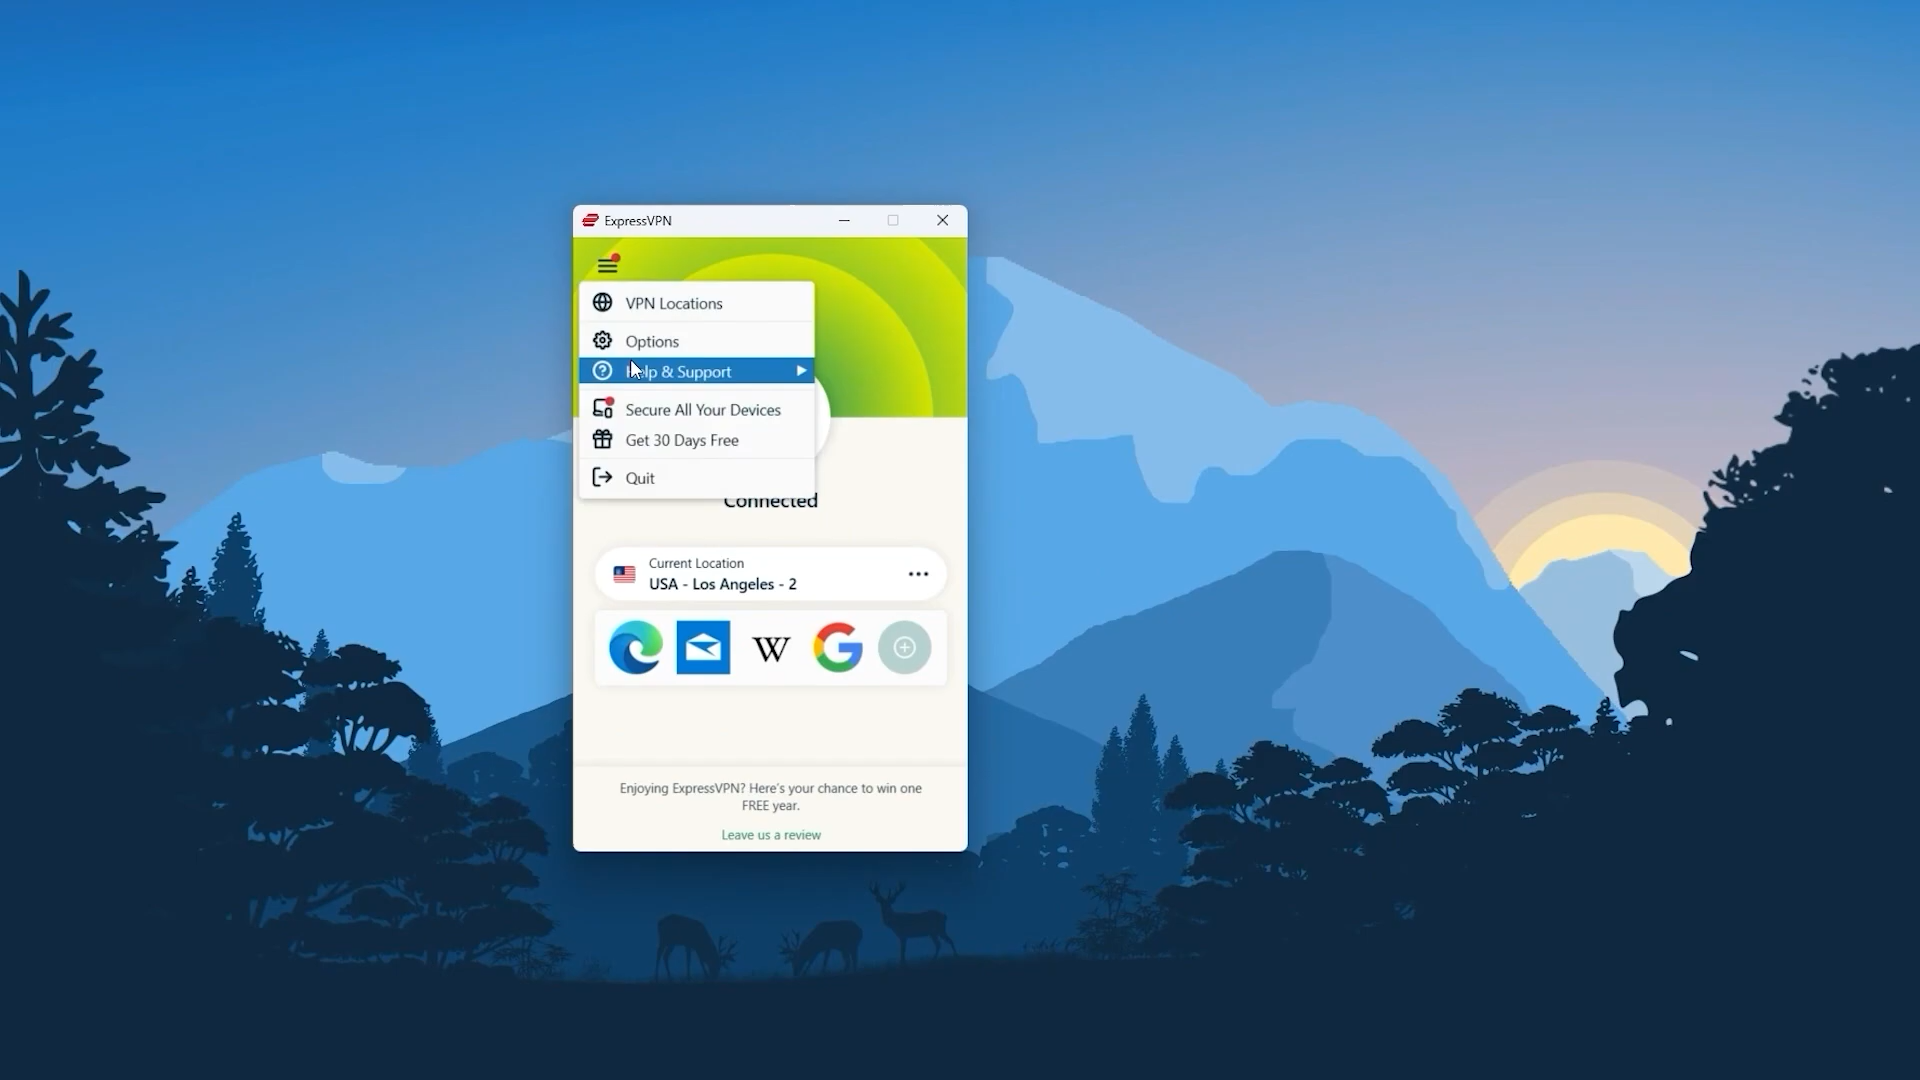 ExpressVPN
VPN Locations
Options
Help & Support
Secure All Your Devices
Get 30 Days Free
Quit
Connected
Current Location
USA - Los Angeles - 2
W
Enjoying ExpressVPN? Here's your chance to win one
FREE year.
Leave us a review